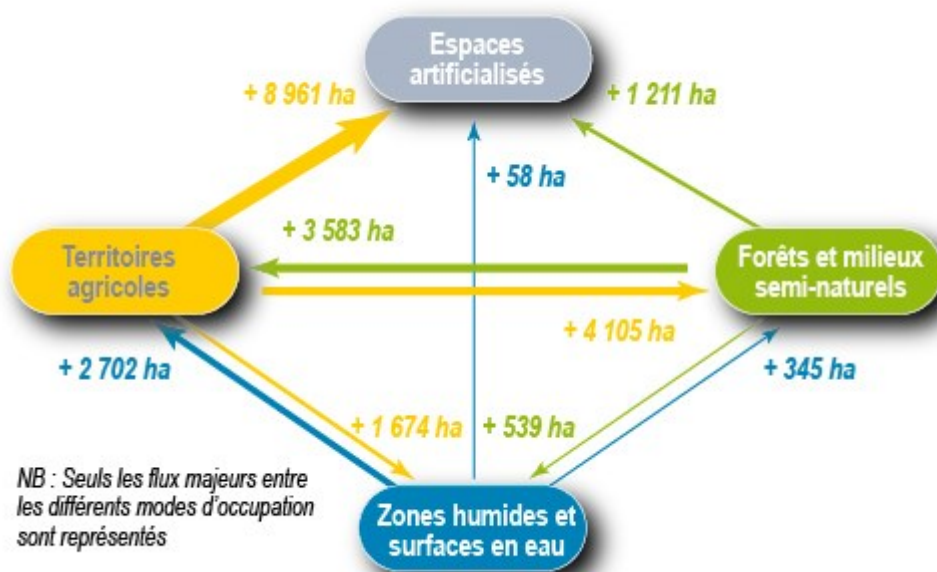 Espaces
artificialisés
+ 8 961 ha
+ 1 211 ha
+ 58 ha
+ 3 583 ha
Territoires
agricoles
Forêts et milieux
semi-naturels
+ 4 105 ha
+ 2 702 ha
+ 345 ha
+ 1 674 ha
+ 539 ha
NB : Seuls les flux majeurs entre
les différents modes d'occupation
sont représentés
Zones humides et
surfaces en eau